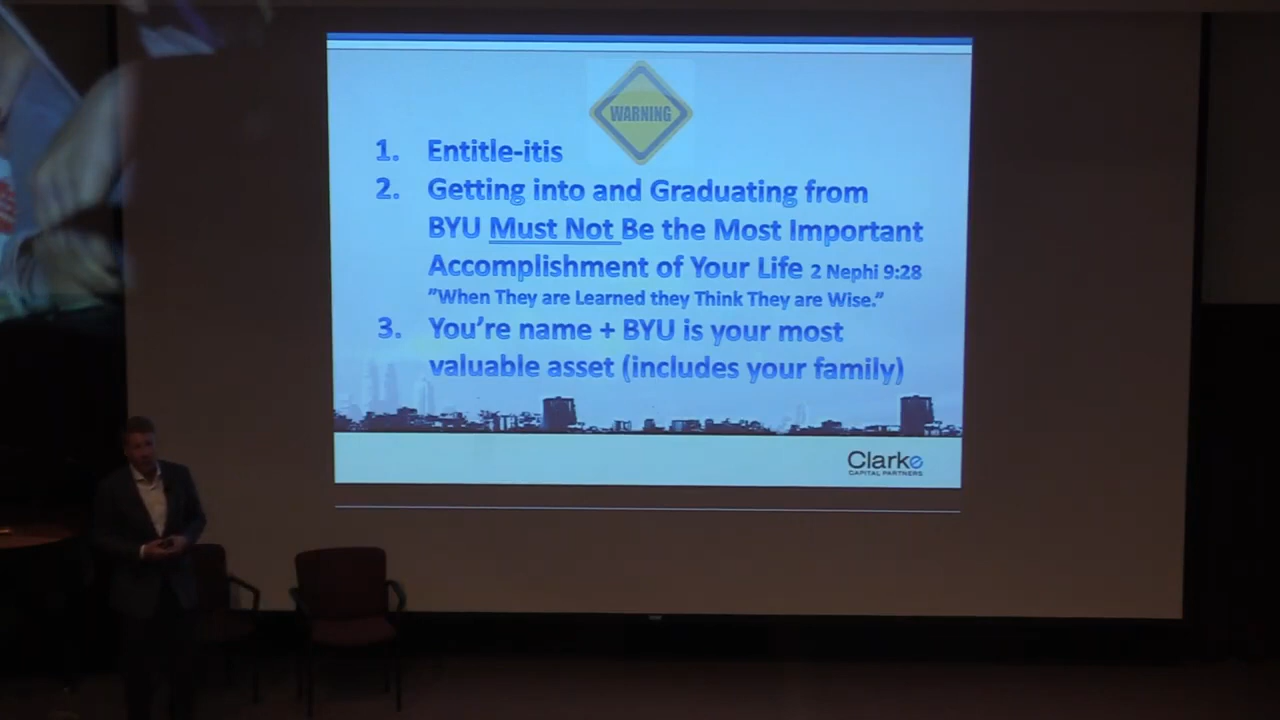 WARNING
1. Entitle-itis
2. Getting into and Graduating from
BYU Must Not Be the Most Important
Accomplishment of Your Life 2 Nephi 9:28
”When They are Learned they Think They are Wise.”
3. You’re name + BYU is your most
valuable asset (includes your family)
Clarke
CAPITAL PARTNERS